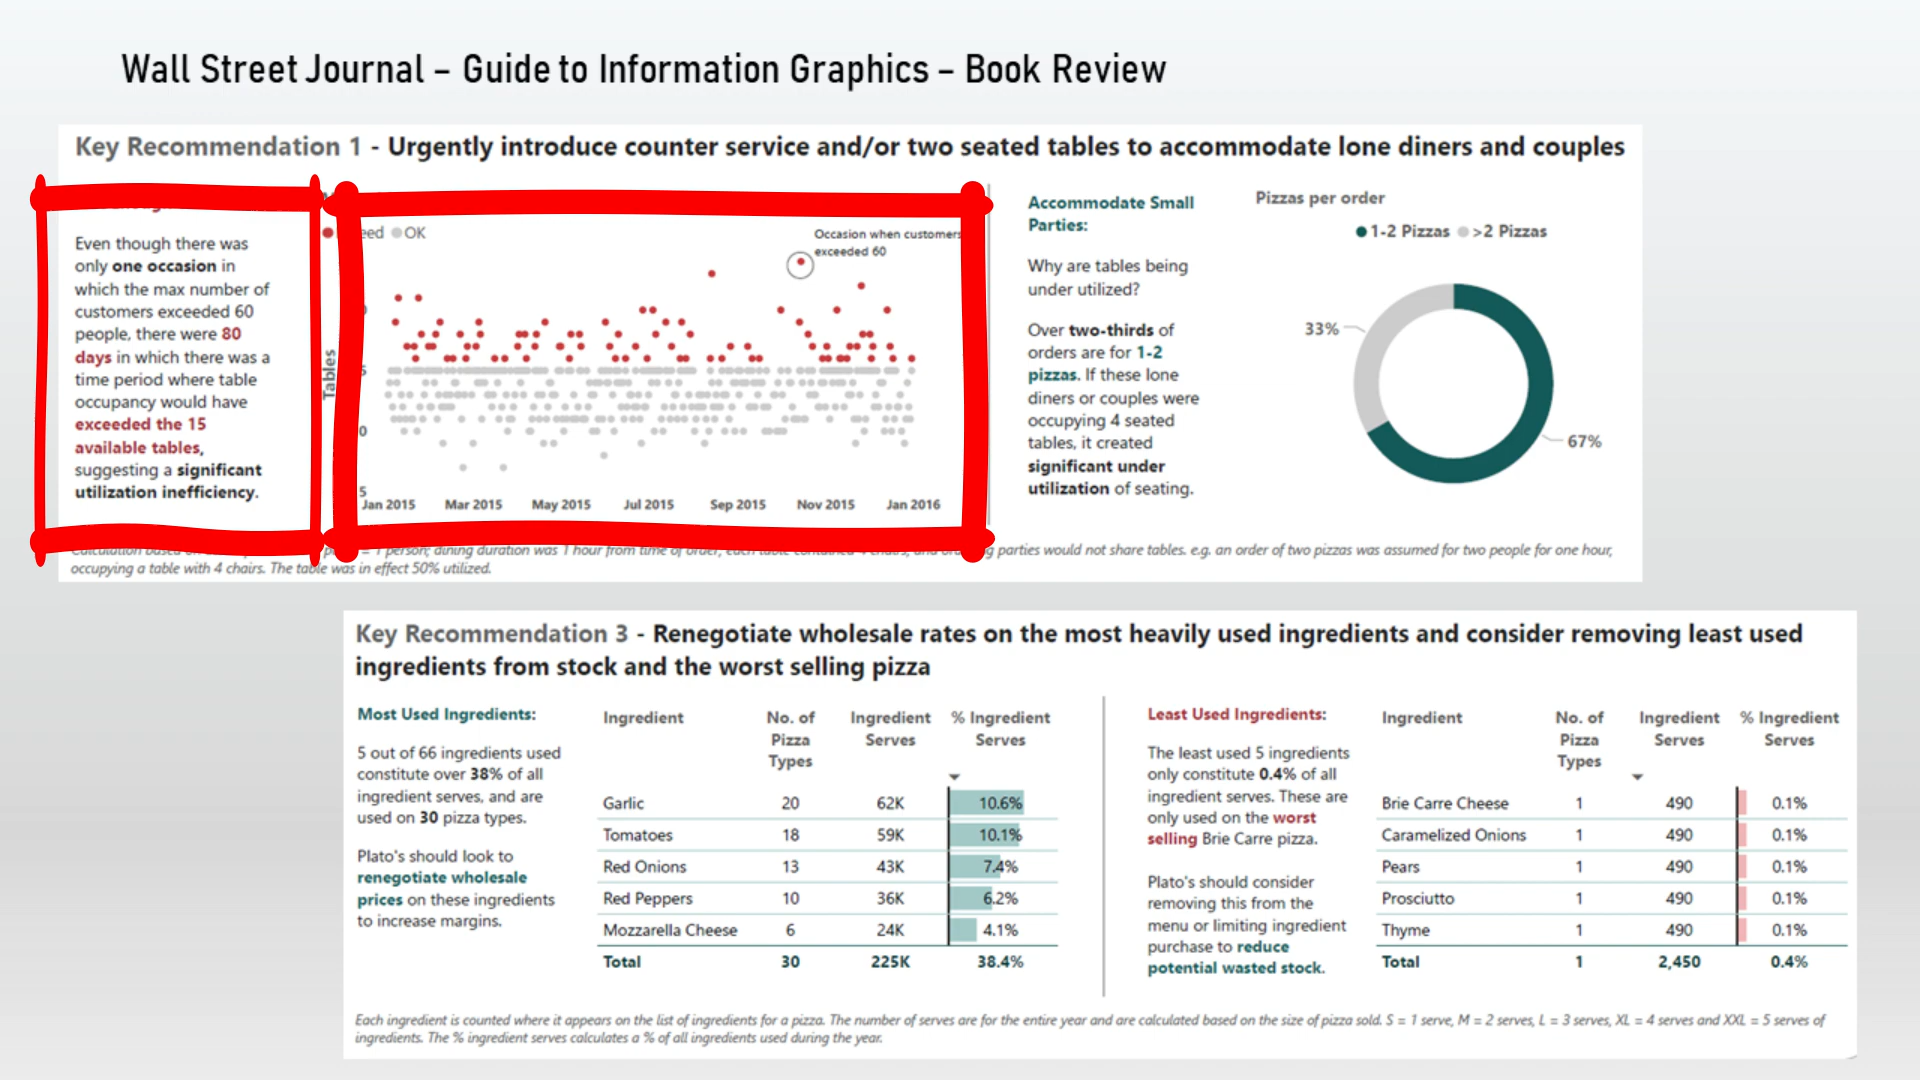 Wall Street Journal – Guide to Information Graphics – Book Review
Key Recommendation 1 - Urgently introduce counter service and/or two seated tables to accommodate lone diners and couples
Even though there was
only one occasion in
which the max number of
customers exceeded 60
people, there were 80
days in which there was a
time period where table
occupancy would have
exceeded the 15
available tables,
suggesting a significant
utilization inefficiency.
OK
Occasion when customers
exceeded 60
Tables
Jan 2015 Mar 2015 May 2015 Jul 2015 Sep 2015 Nov 2015 Jan 2016
Accommodate Small
Parties:
Why are tables being
under utilized?
Over two-thirds of
orders are for 1-2
pizzas. If these lone
diners or couples were
occupying 4 seated
tables, it created
significant under
utilization of seating.
Pizzas per order
1-2 Pizzas >2 Pizzas
33%
67%
= 1 person; dining duration was 1 hour from time of order, each table contained 4 chairs, and parties would not share tables. e.g. an order of two pizzas was assumed for two people for one hour,
occupying a table with 4 chairs. The table was in effect 50% utilized.
Key Recommendation 3 - Renegotiate wholesale rates on the most heavily used ingredients and consider removing least used
ingredients from stock and the worst selling pizza
Most Used Ingredients:
5 out of 66 ingredients used
constitute over 38% of all
ingredient serves, and are
used on 30 pizza types.
Plato's should look to
renegotiate wholesale
prices on these ingredients
to increase margins.
Ingredient No. of Ingredient % Ingredient
Pizza Serves Serves
Types
Garlic 20 62K 10.6%
Tomatoes 18 59K 10.1%
Red Onions 13 43K 7.4%
Red Peppers 10 36K 6.2%
Mozzarella Cheese 6 24K 4.1%
Total 30 225K 38.4%
Least Used Ingredients:
The least used 5 ingredients
only constitute 0.4% of all
ingredient serves. These are
only used on the worst
selling Brie Carre pizza.
Plato's should consider
removing this from the
menu or limiting ingredient
purchase to reduce
potential wasted stock.
Ingredient No. of Ingredient % Ingredient
Pizza Serves Serves
Types
Brie Carre Cheese 1 490 0.1%
Caramelized Onions 1 490 0.1%
Pears 1 490 0.1%
Prosciutto 1 490 0.1%
Thyme 1 490 0.1%
Total 1 2,450 0.4%
Each ingredient is counted where it appears on the list of ingredients for a pizza. The number of serves are for the entire year and are calculated based on the size of pizza sold. S = 1 serve, M = 2 serves, L = 3 serves, XL = 4 serves and XXL = 5 serves of
ingredients. The % ingredient serves calculates a % of all ingredients used during the year.